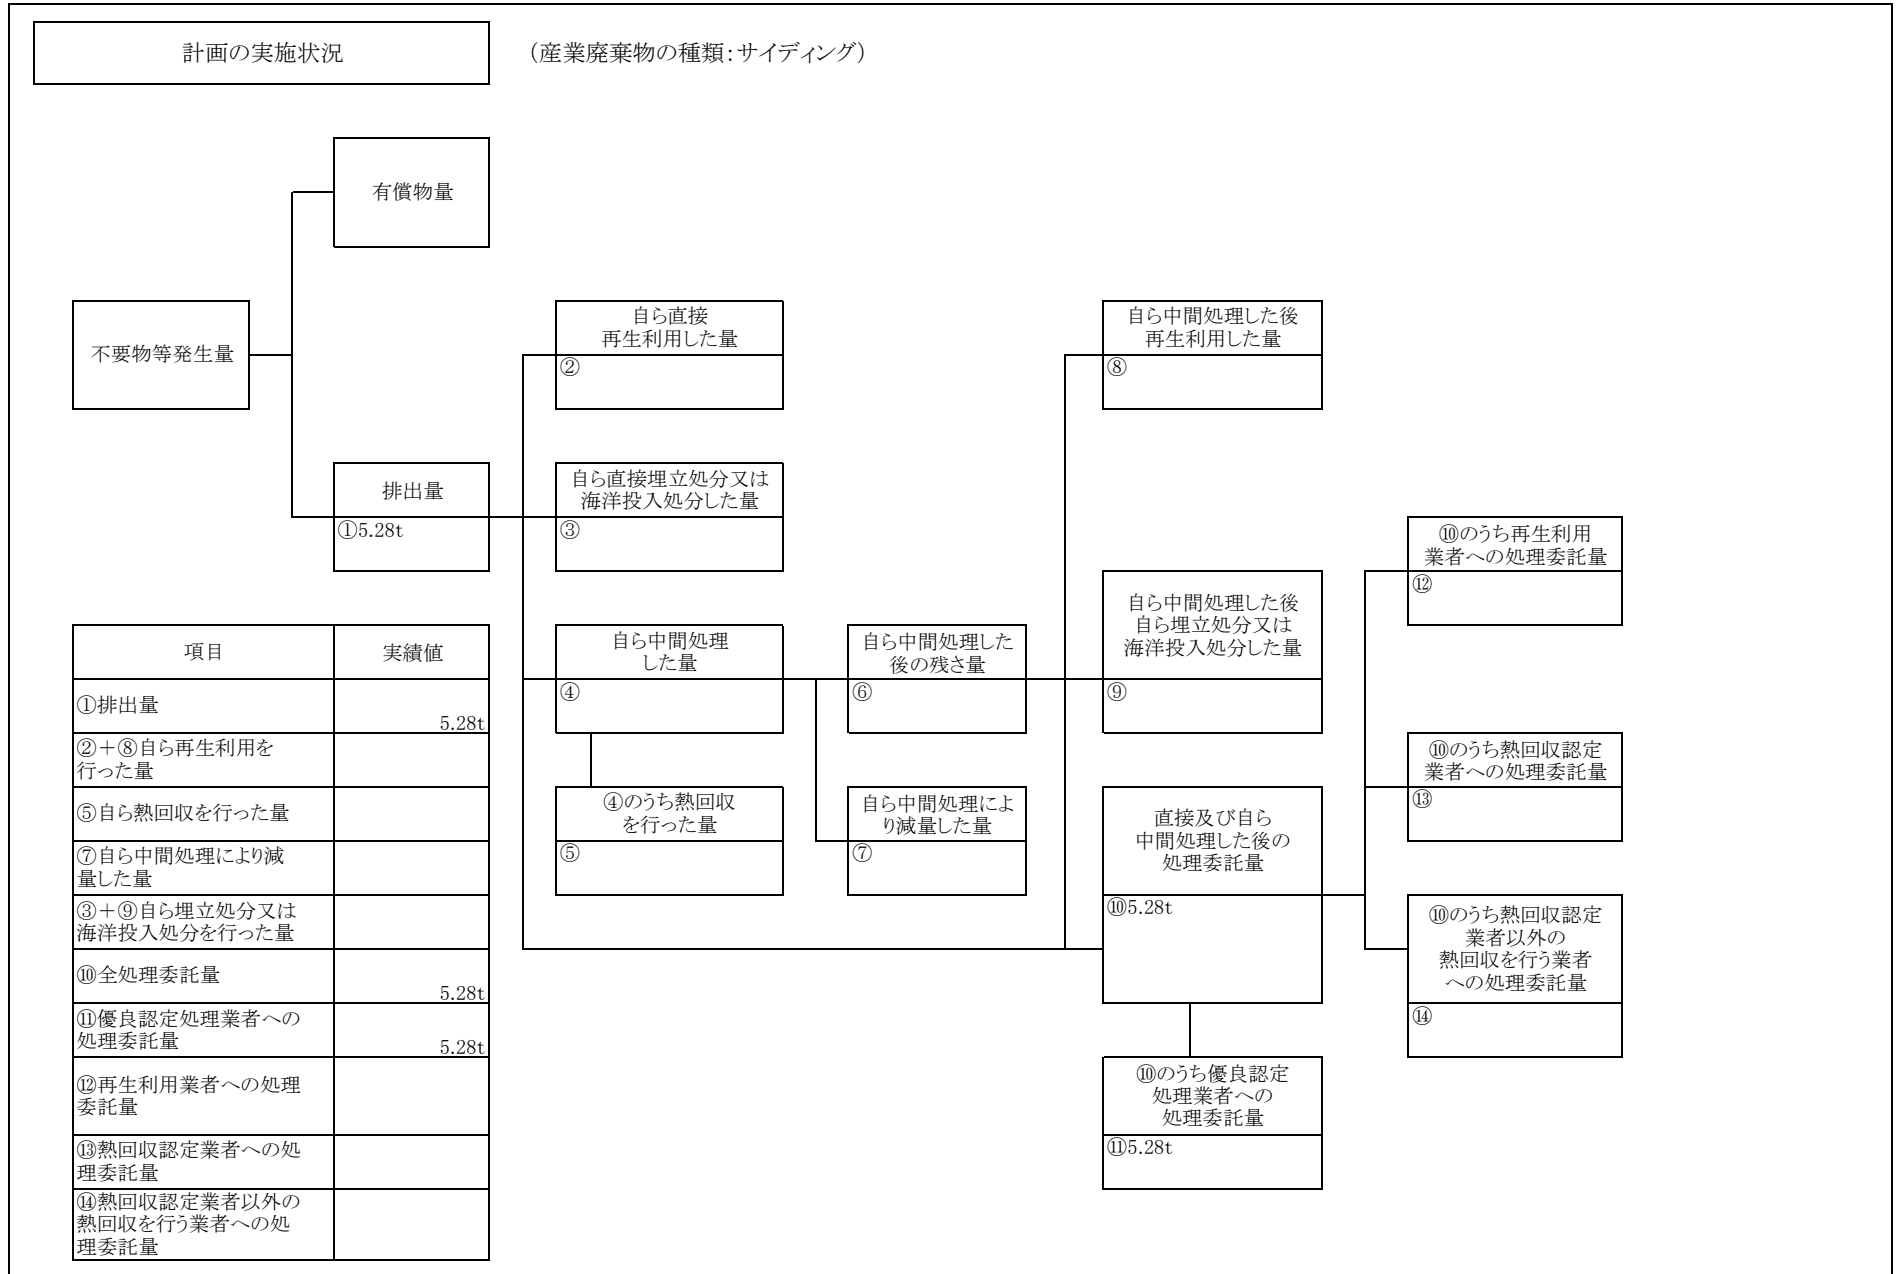 計画の実施状況
（産業廃棄物の種類：サイディング）
有償物量
不要物等発生量
自ら直接
再生利用した量
②
自ら中間処理した後
再生利用した量
⑧
排出量
①5.28t
自ら直接埋立処分又は
海洋投入処分した量
③
⑩のうち再生利用
業者への処理委託量
⑫
自ら中間処理した後
自ら埋立処分又は
海洋投入処分した量
⑨
自ら中間処理
した量
④
自ら中間処理した
後の残さ量
⑥
⑩のうち熱回収認定
業者への処理委託量
⑬
④のうち熱回収
を行った量
⑤
自ら中間処理によ
り減量した量
⑦
直接及び自ら
中間処理した後の
処理委託量
⑩5.28t
⑩のうち熱回収認定
業者以外の
熱回収を行う業者
への処理委託量
⑭
⑩のうち優良認定
処理業者への
処理委託量
⑪5.28t
項目
実績値
①排出量
5.28t
②＋⑧自ら再生利用を
行った量
⑤自ら熱回収を行った量
⑦自ら中間処理により減
量した量
③＋⑨自ら埋立処分又は
海洋投入処分を行った量
⑩全処理委託量
5.28t
⑪優良認定処理業者への
処理委託量
5.28t
⑫再生利用業者への処理
委託量
⑬熱回収認定業者への処
理委託量
⑭熱回収認定業者以外の
熱回収を行う業者への処
理委託量